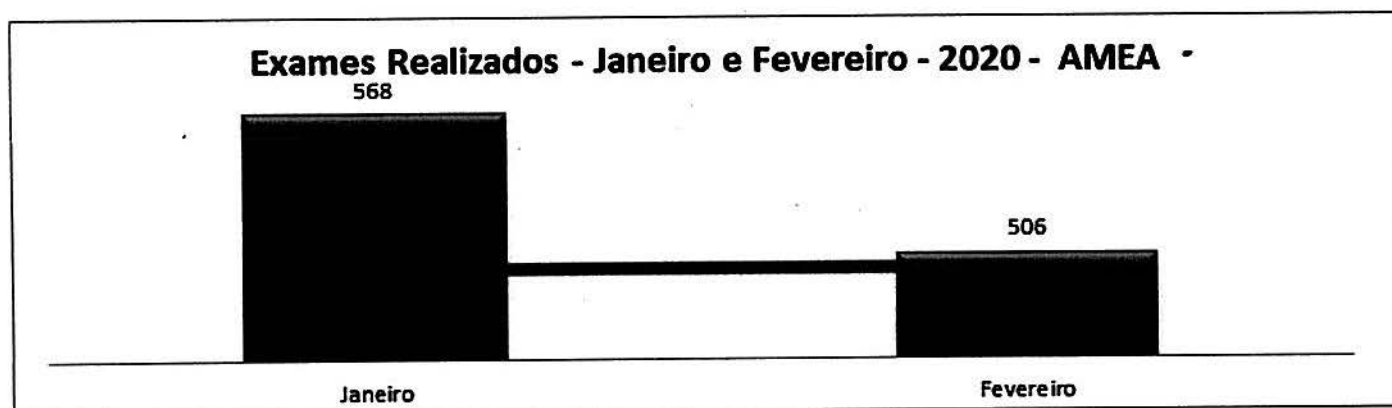 Exames Realizados - Janeiro e Fevereiro - 2020 - AMEA -
568
506
Janeiro
Fevereiro